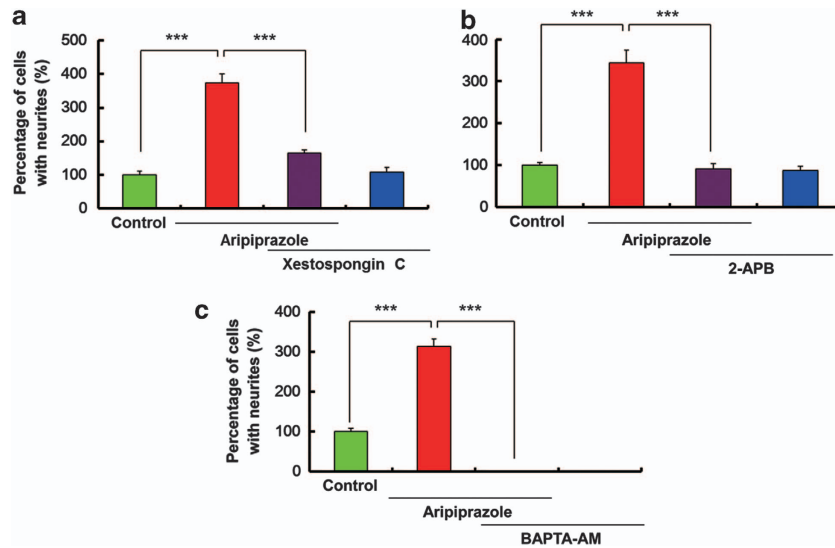 a
Percentage of cells
with neurites (%)
500
400
300
200
100
0
***
***
Control
Aripiprazole
Xestospongin C
b
400
300
200
100
0
***
***
Control
Aripiprazole
2-APB
c
Percentage of cells
with neurites (%)
400
300
200
100
0
***
***
Control
Aripiprazole
BAPTA-AM